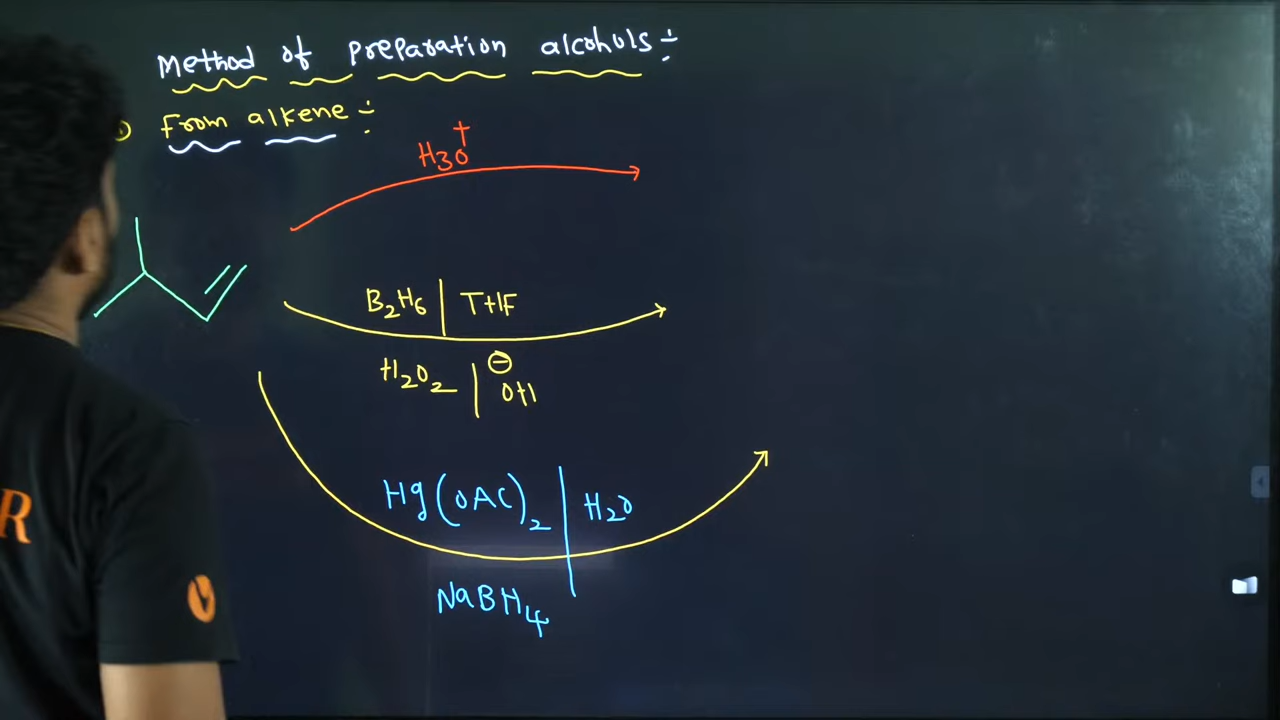 Method of preparation alcohols ÷
① From alkene ÷
H3O+
B2H6 | THF
H2O2 | ⊖OH
Hg(OAC)2 | H2O
NaBH4
R